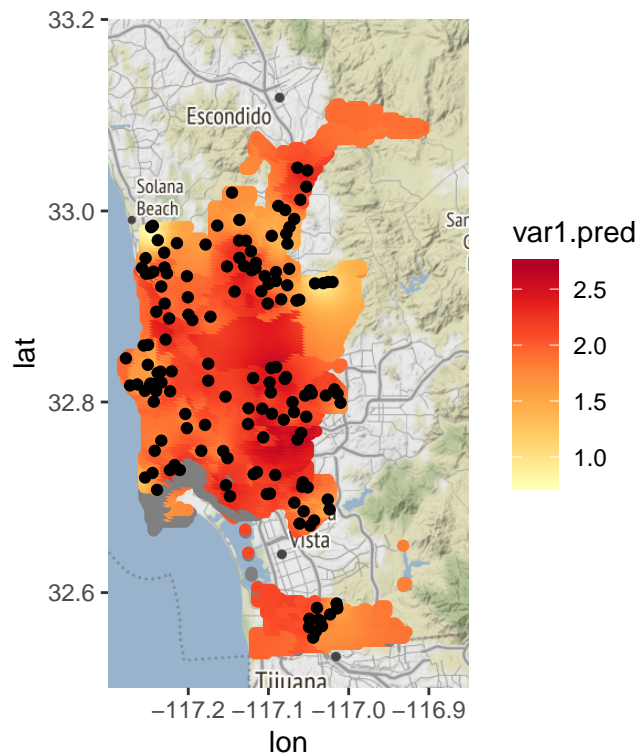 33.2
33.0
32.8
32.6
lat
Escondido
Solana
Beach
San
Vista
Tijuana
−117.2
−117.1
−117.0
−116.9
lon
var1.pred
2.5
2.0
1.5
1.0